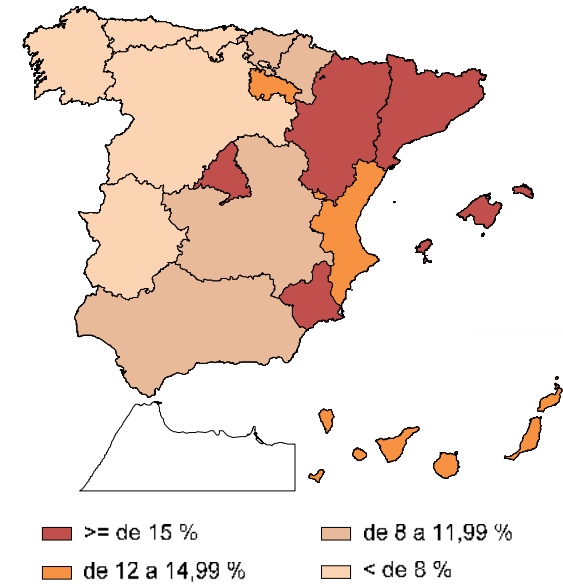 >= de 15 %
de 8 a 11,99 %
de 12 a 14,99 %
< de 8 %